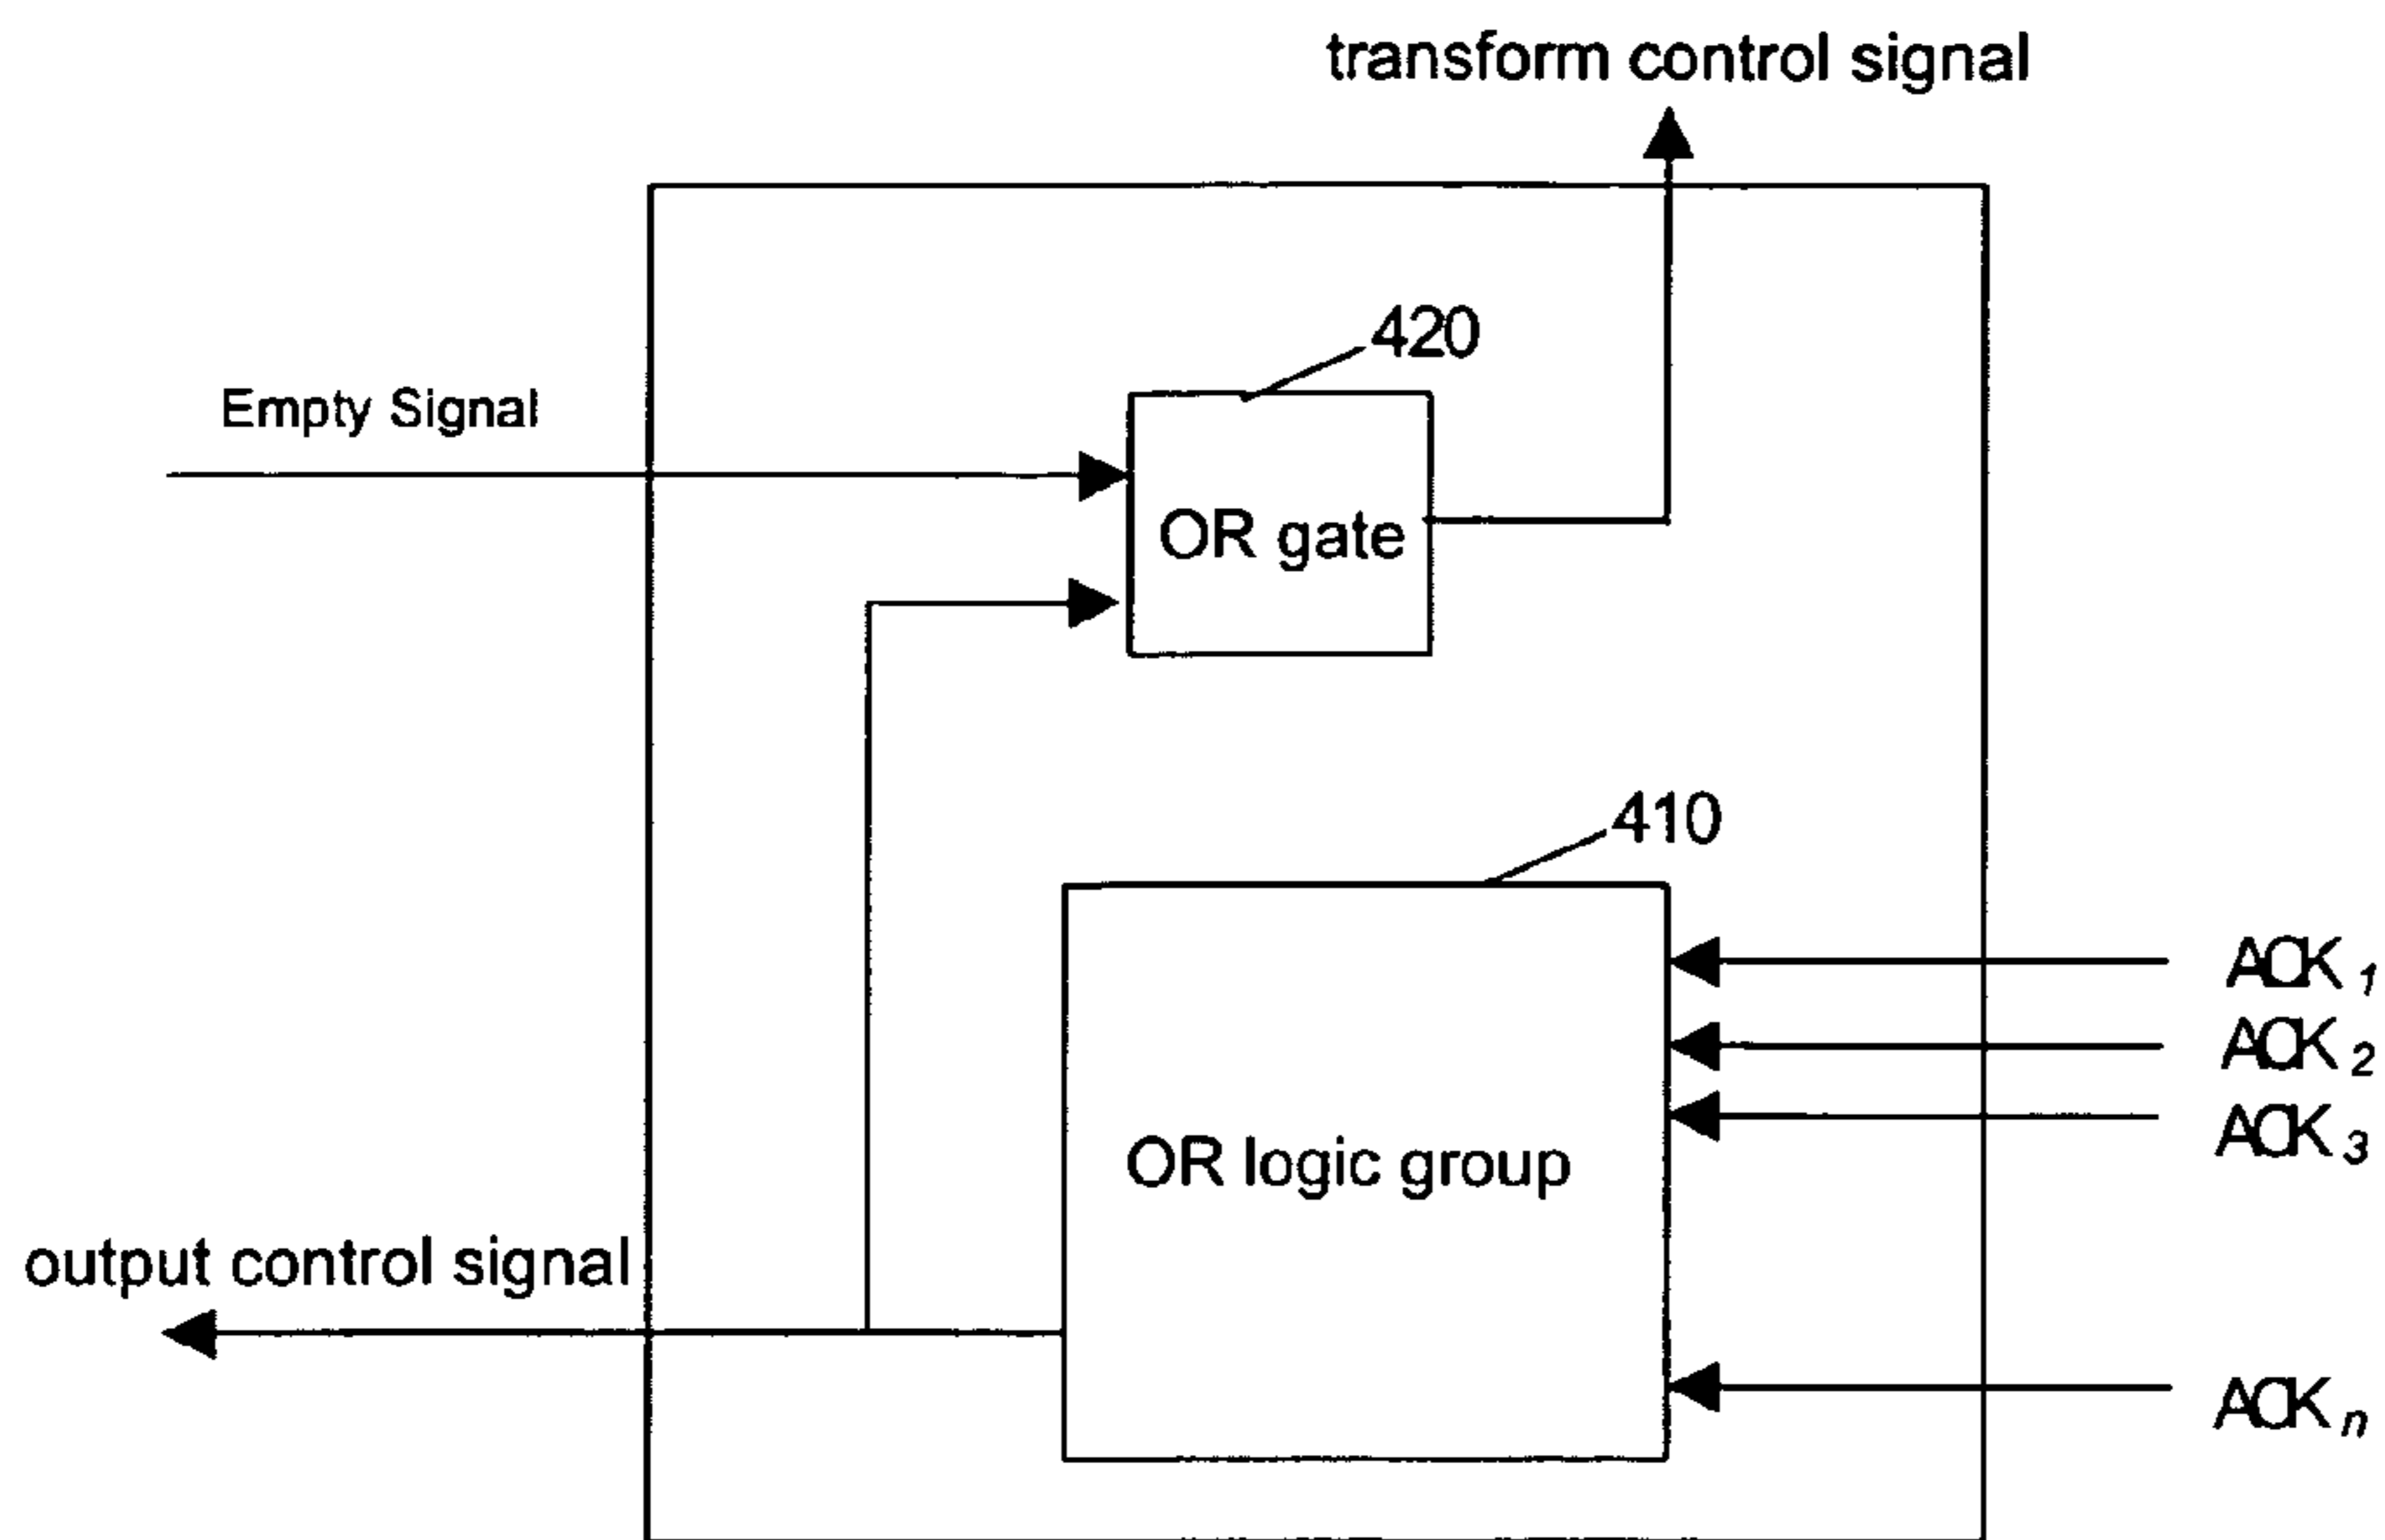 transform control signal
420
Empty Signal
OR gate
410
ACK 1
ACK 2
ACK 3
OR logic group
output control signal
ACK n